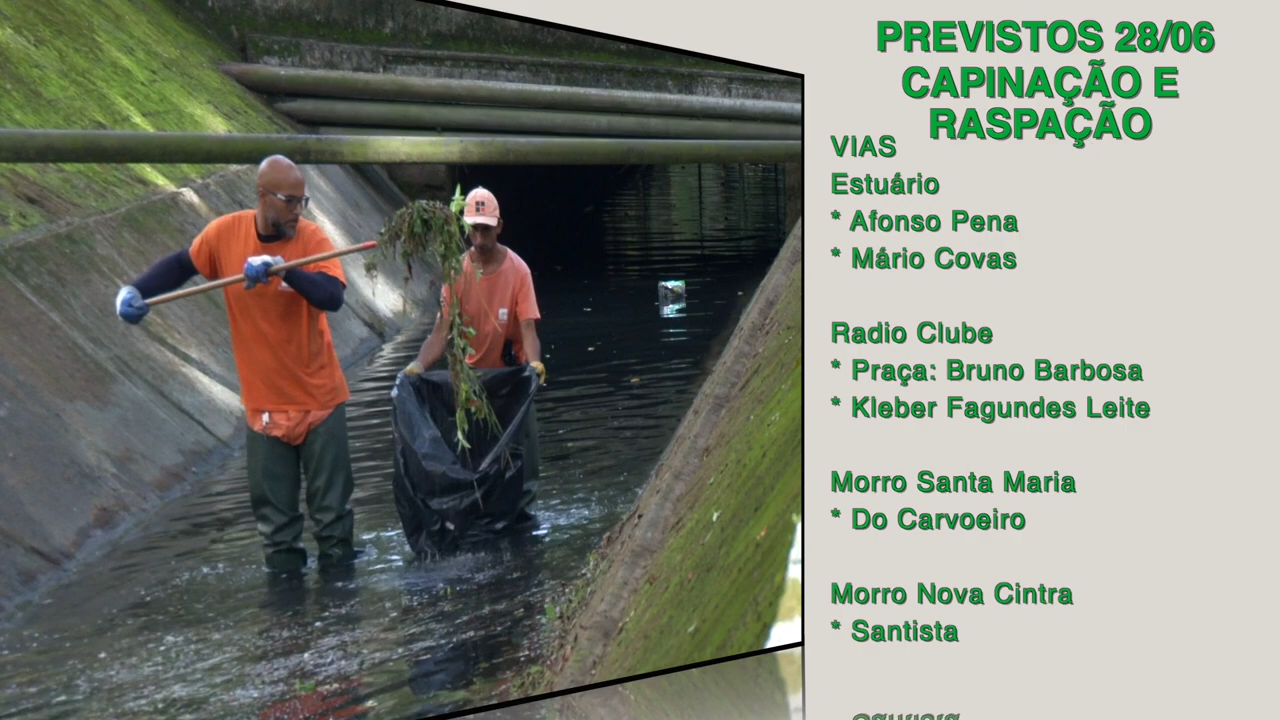 PREVISTOS 28/06
CAPINAÇÃO E
RASPAÇÃO
VIAS
Estuário
* Afonso Pena
* Mário Covas
Radio Clube
* Praça: Bruno Barbosa
* Kleber Fagundes Leite
Morro Santa Maria
* Do Carvoeiro
Morro Nova Cintra
* Santista